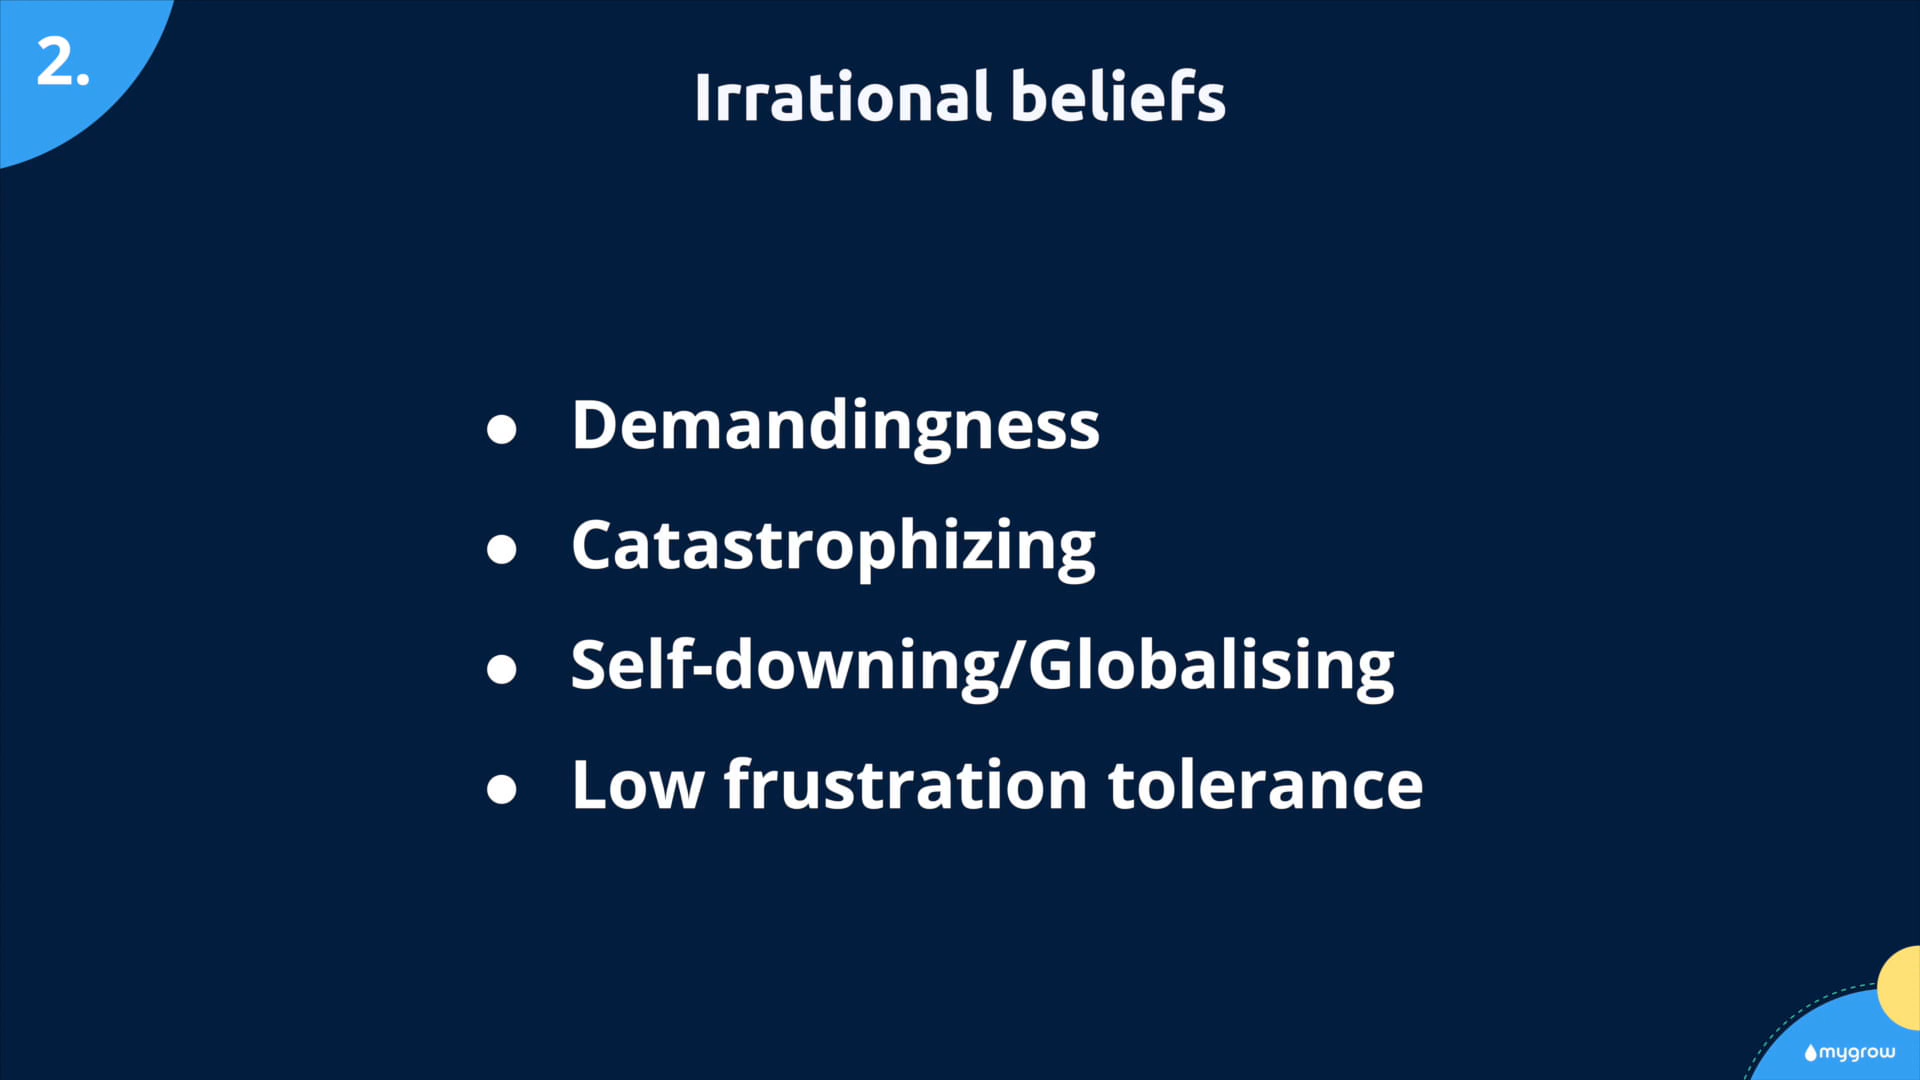 2.
Irrational beliefs
● Demandingness
● Catastrophizing
● Self-downing/Globalising
● Low frustration tolerance
mygrow